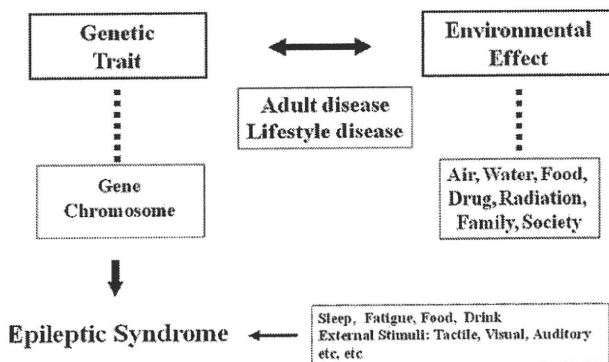 Genetic
Trait
Environmental
Effect
Adult disease
Lifestyle disease
Gene
Chromosome
Air, Water, Food,
Drug, Radiation,
Family, Society
Epileptic Syndrome
Sleep, Fatigue, Food, Drink
External Stimuli: Tactile, Visual, Auditory
etc, etc